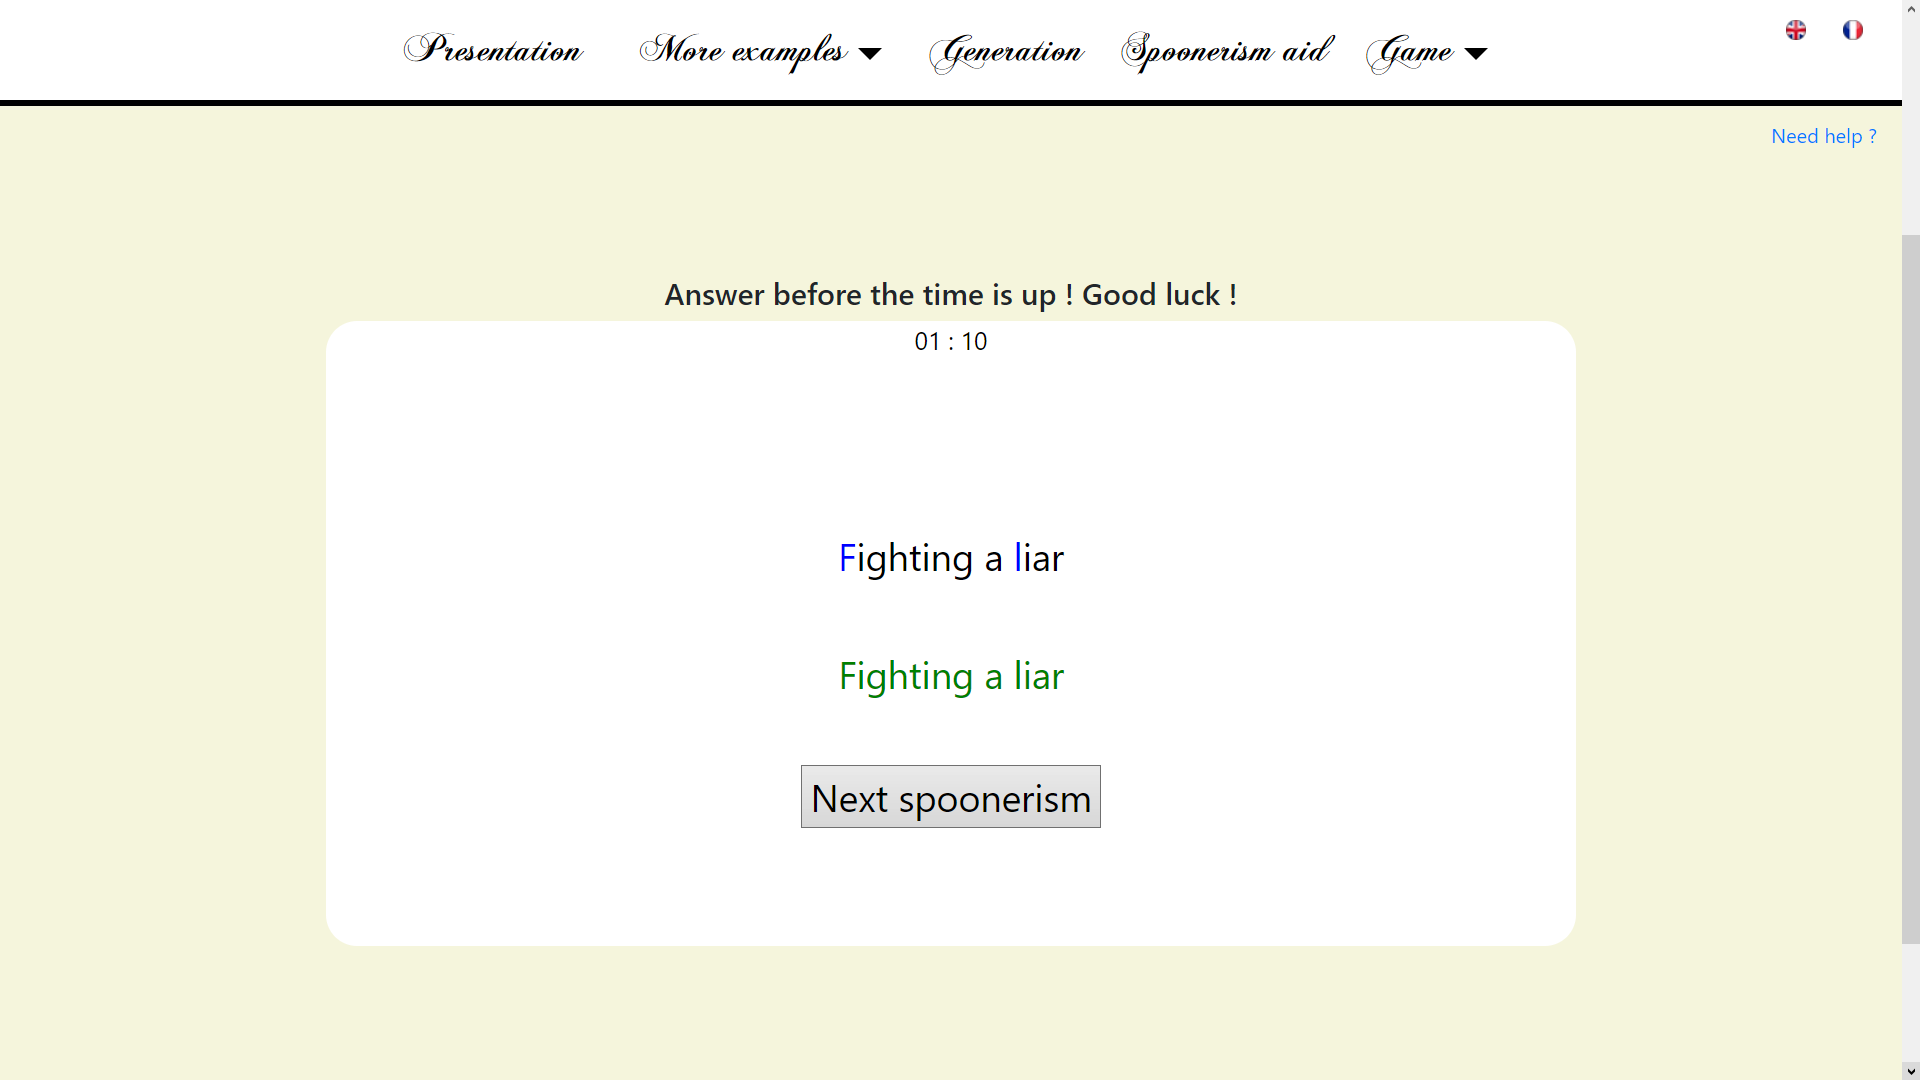 Presentation More examples Generation Spoonerism aid Game
Need help ?
Answer before the time is up ! Good luck !
01 : 10
Fighting a liar
Fighting a liar
Next spoonerism